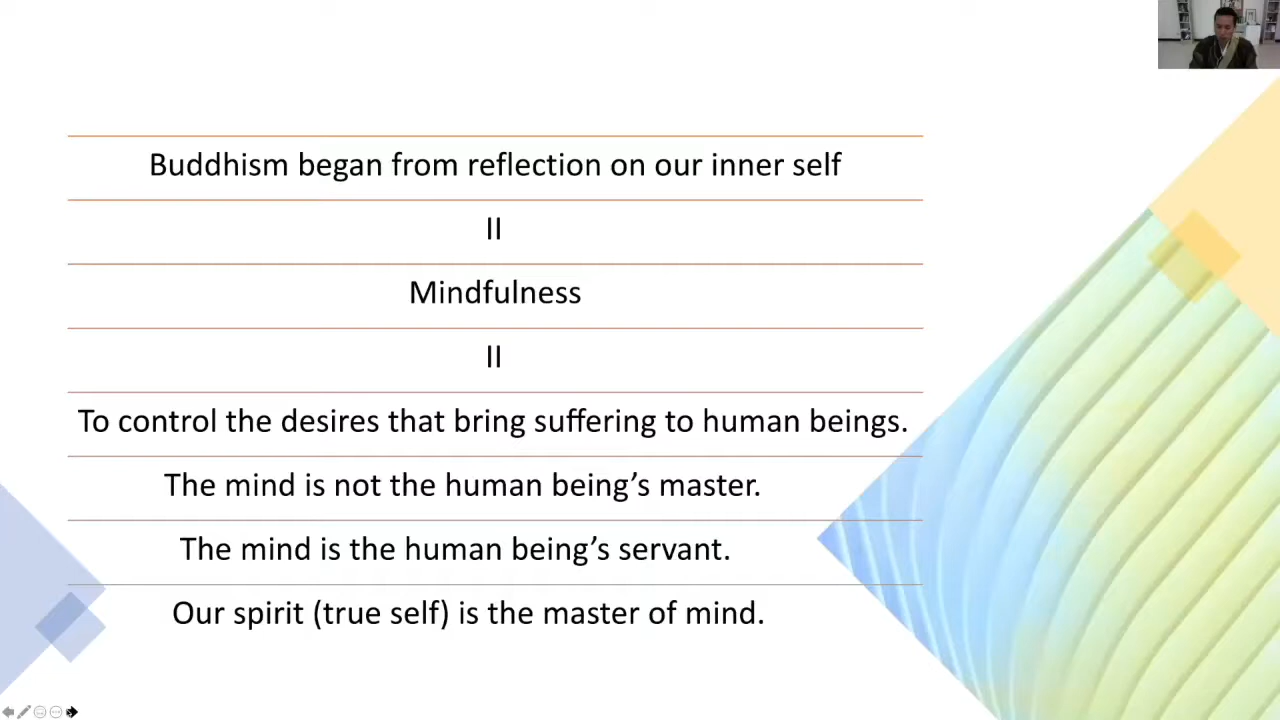 Buddhism began from reflection on our inner self
II
Mindfulness
II
To control the desires that bring suffering to human beings.
The mind is not the human being’s master.
The mind is the human being’s servant.
Our spirit (true self) is the master of mind.